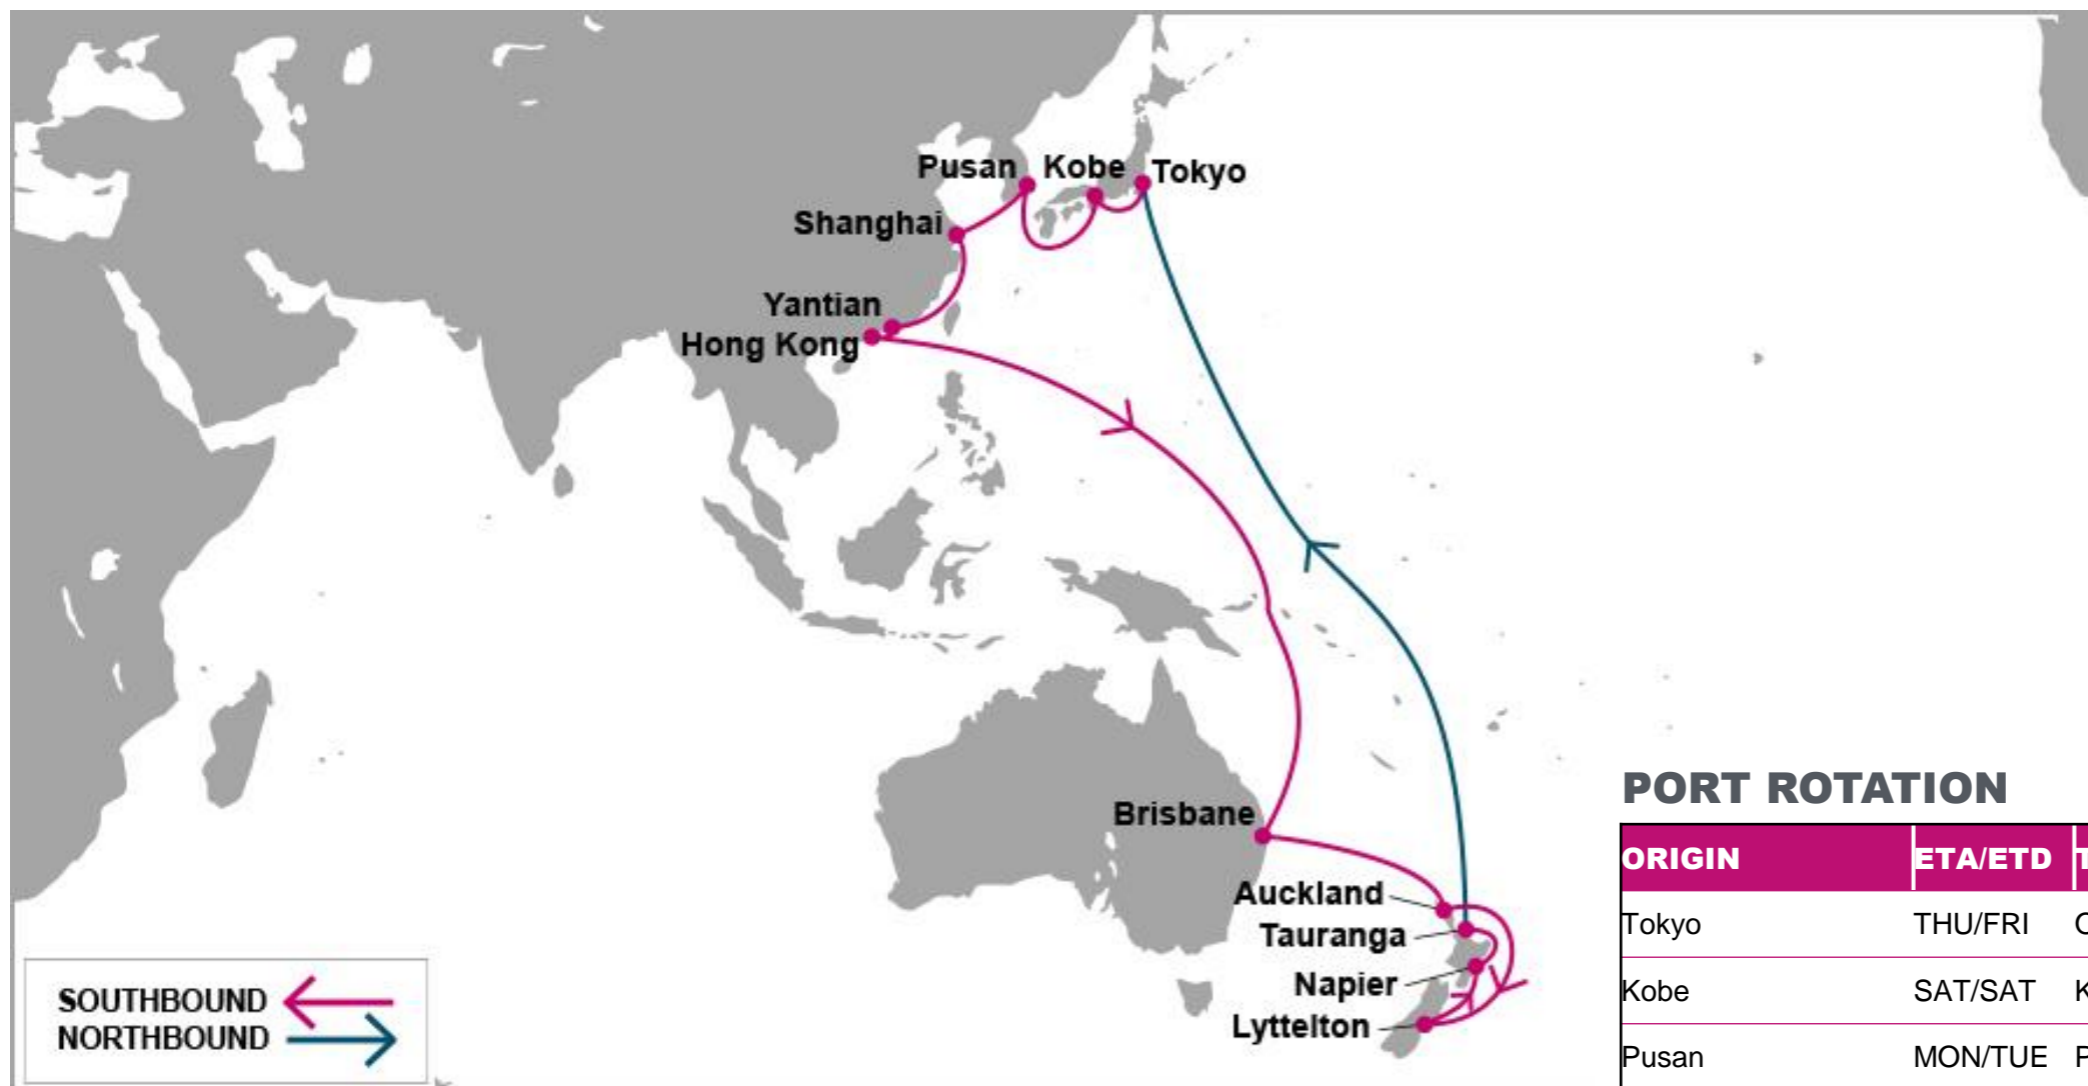 Pusan Kobe Tokyo
Shanghai
Yantian
Hong Kong
Brisbane
Auckland
Tauranga
Napier
Lyttelton
SOUTHBOUND
NORTHBOUND
PORT ROTATION
ORIGIN ETA/ETD
Tokyo THU/FRI
Kobe SAT/SAT
Pusan MON/TUE